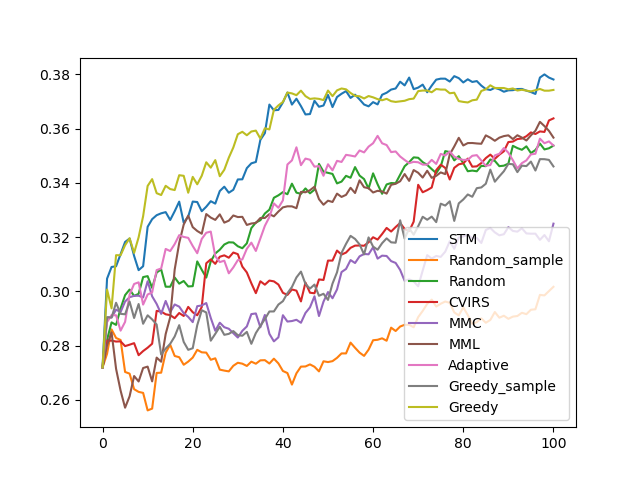 0.38
0.36
0.34
0.32
0.30
0.28
0.26
0
20
40
60
80
100
STM
Random_sample
Random
CVIRS
MMC
MML
Adaptive
Greedy_sample
Greedy